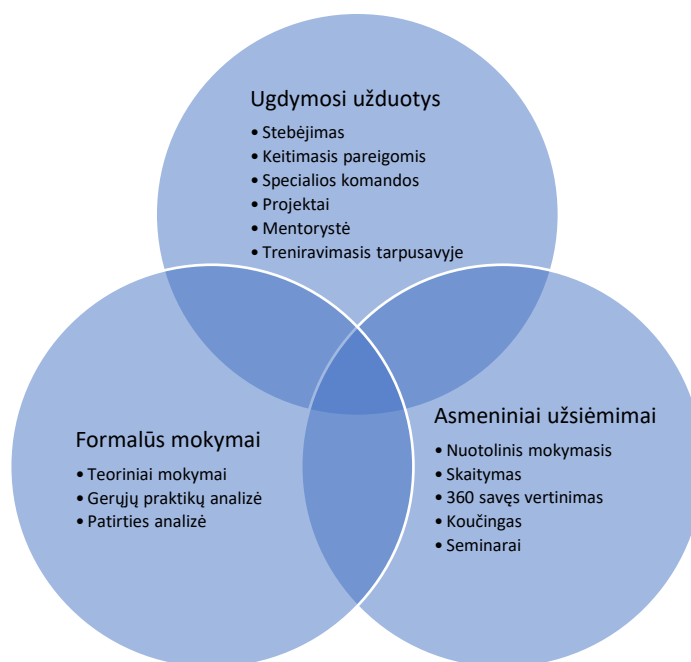 Ugdymosi užduotys
• Stebėjimas
• Keitimasis pareigomis
• Specialios komandos
• Projektai
• Mentorystė
• Treniravimasis tarpusavyje
Formalūs mokymai
• Teoriniai mokymai
• Gerųjų praktikų analizė
• Patirties analizė
Asmeniniai užsiėmimai
• Nuotolinis mokymasis
• Skaitymas
• 360 savęs vertinimas
• Koučingas
• Seminarai